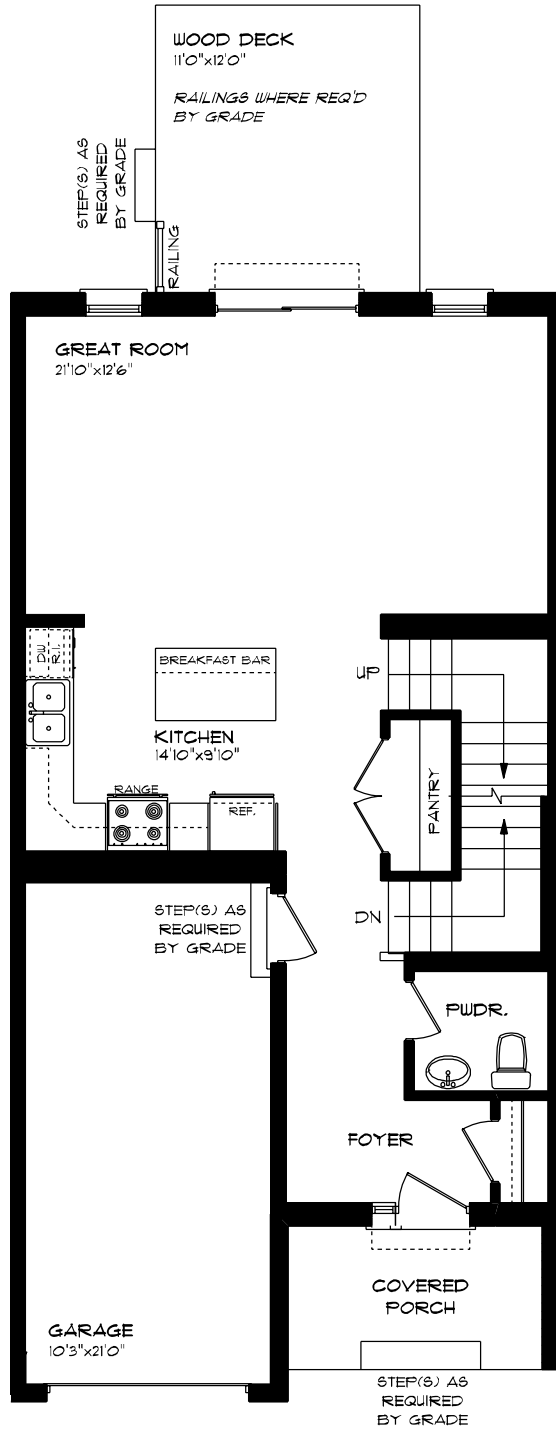 WOOD DECK
11'0"x12'0"
RAILINGS WHERE REQ'D
BY GRADE
STEP(S) AS
REQUIRED
BY GRADE
RAILING
GREAT ROOM
21'10"x12'6"
DW
R.I.
BREAKFAST BAR
UP
KITCHEN
14'10"x9'10"
RANGE
REF.
PANTRY
STEP(S) AS
REQUIRED
BY GRADE
DN
PWDR.
FOYER
COVERED
PORCH
GARAGE
10'3"x21'0"
STEP(S) AS
REQUIRED
BY GRADE